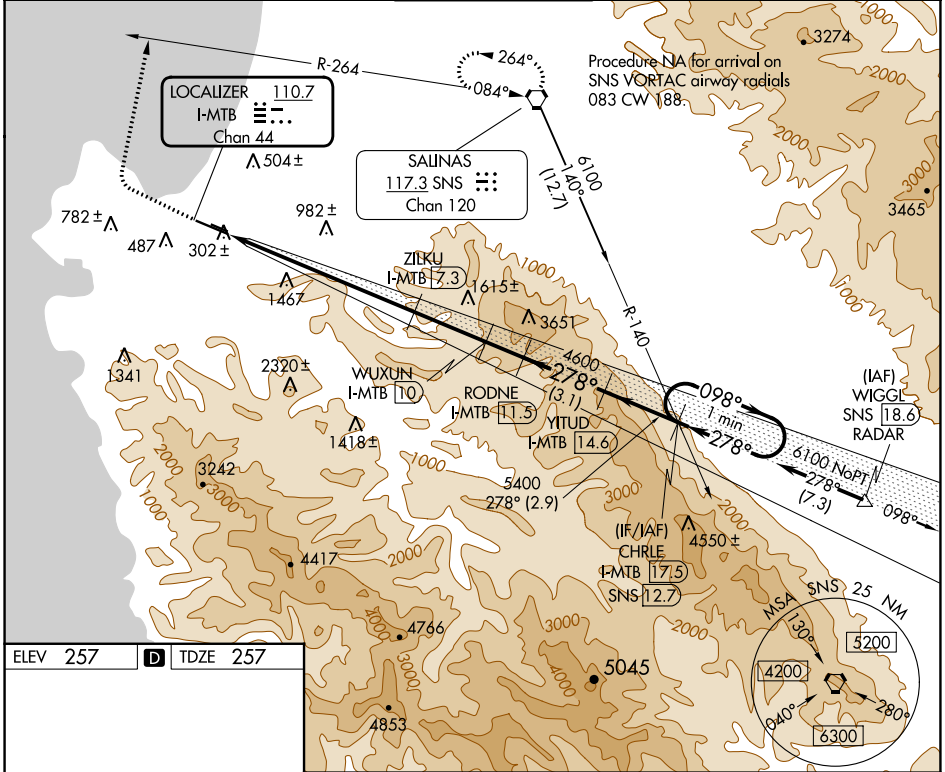 3274
Procedure NA for arrival on
SNS VORTAC airway radials
083 CW 188.
R-264
264°
084°
LOCALIZER 110.7
I-MTB
Chan 44
504 ±
SALINAS
117.3 SNS
Chan 120
6100
140°
(12.7)
3000
3465
2000
1000
782 ±
487
302 ±
982 ±
1000
ZILKU
I-MTB 7.3
1615±
1467
3651
R-140
2000
1341
2320 ±
WUXUN
I-MTB 10
4600
278°
(3.1)
RODNE
I-MTB 11.5
YITUD
I-MTB 14.6
098°
1 min
278°
(IAF)
WIGGL
SNS 18.6
RADAR
6100 NoPT
278°
(7.3)
098°
1418 ±
1000
2000
3242
3000
1000
5400
278° (2.9)
3000
2000
4550 ±
(IF/IAF)
CHRLE
I-MTB 17.5
SNS 12.7
4417
2000
4766
3000
4853
3000
4000
5045
2000
1000
MSA SNS 25 NM
130°
5200
4200
040°
280°
6300
ELEV 257 D TDZE 257